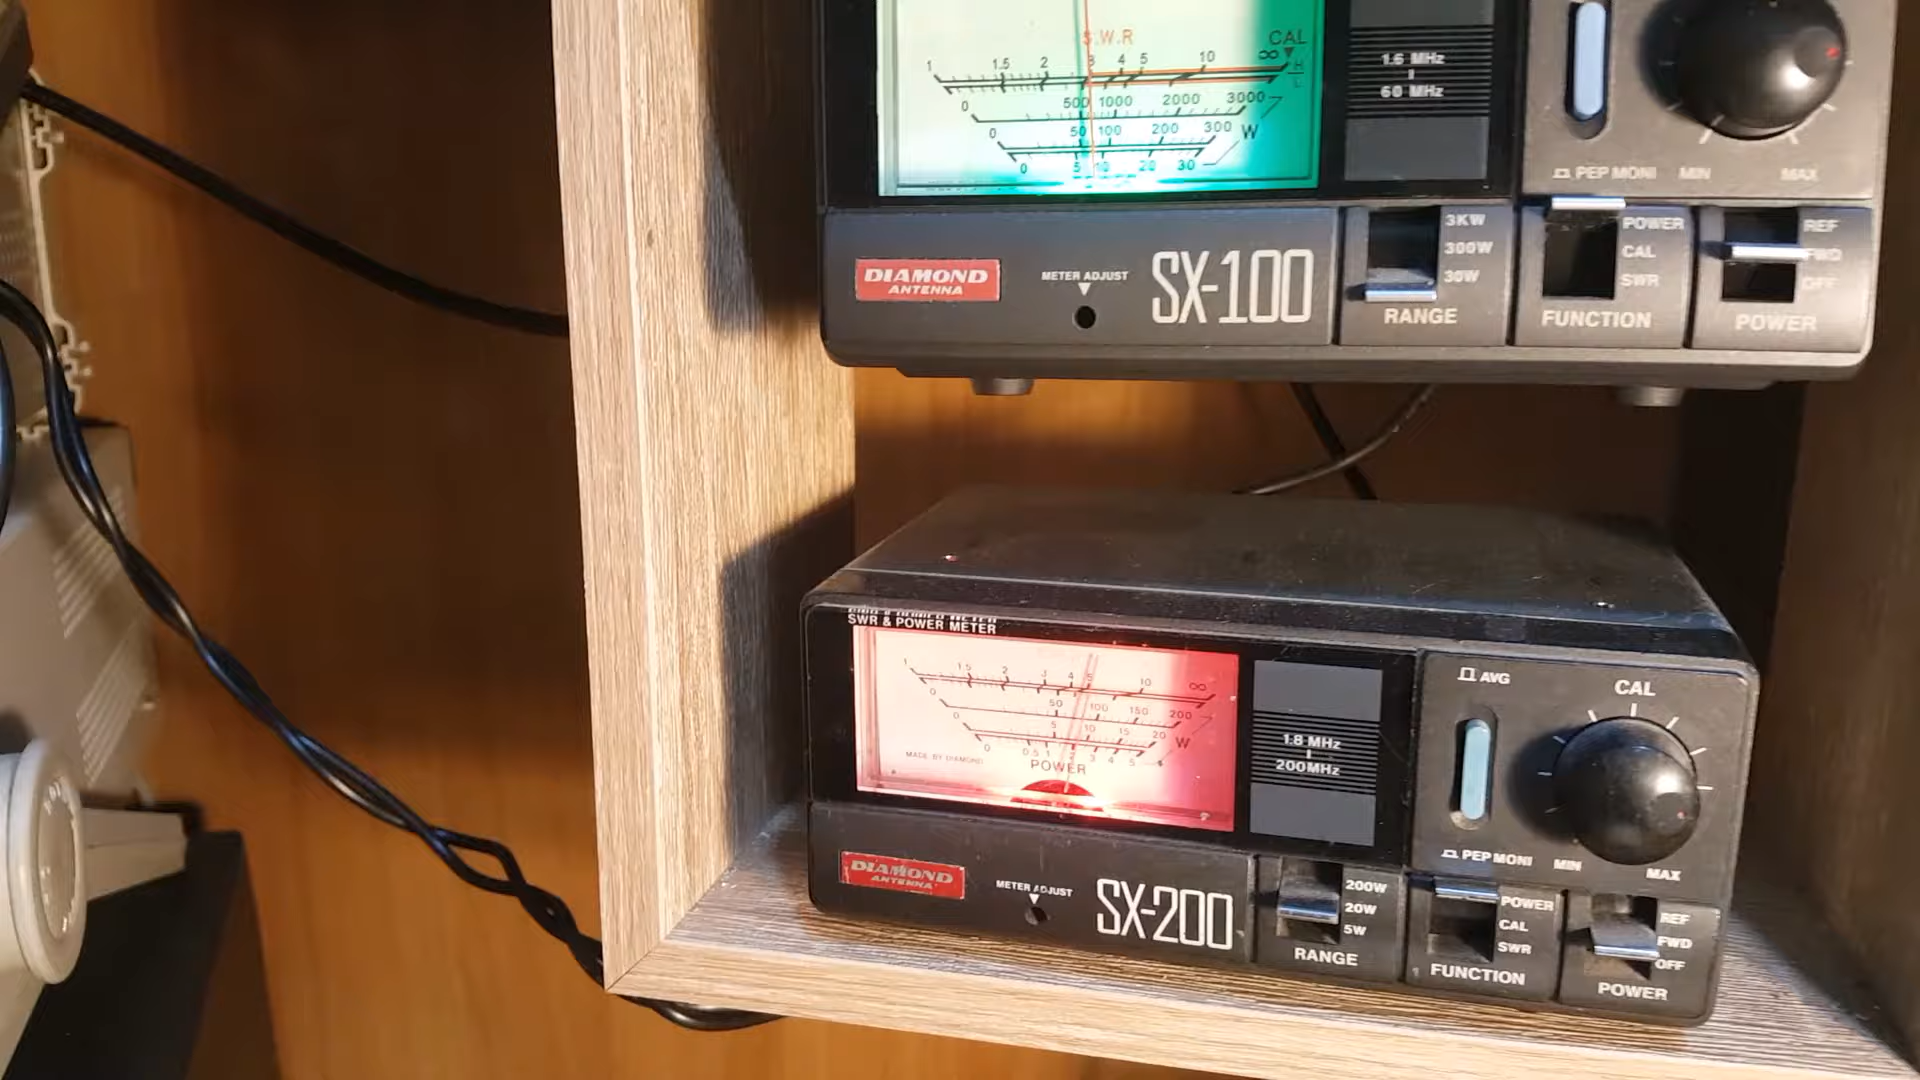 S.W.R
CAL
1 1.5 2 3 4 5 10 ∞
H
L
0 500 1000 2000 3000
0 50 100 200 300 W
0 5 10 20 30
1.6 MHz
60 MHz
PEP MONI
MIN
MAX
DIAMOND
ANTENNA
METER ADJUST
SX-100
3KW
300W
30W
RANGE
POWER
CAL
SWR
FUNCTION
REF
FWD
OFF
POWER
SWR & POWER METER
1 1.5 2 3 4 5 10 ∞
0 50 100 150 200
0 5 10 15 20 W
0 0.5 1 2 3 4 5
MADE BY DIAMOND
POWER
1.8 MHz
200MHz
AVG
CAL
PEP MONI
MIN
MAX
DIAMOND
ANTENNA
METER ADJUST
SX-200
200W
20W
5W
RANGE
POWER
CAL
SWR
FUNCTION
REF
FWD
OFF
POWER